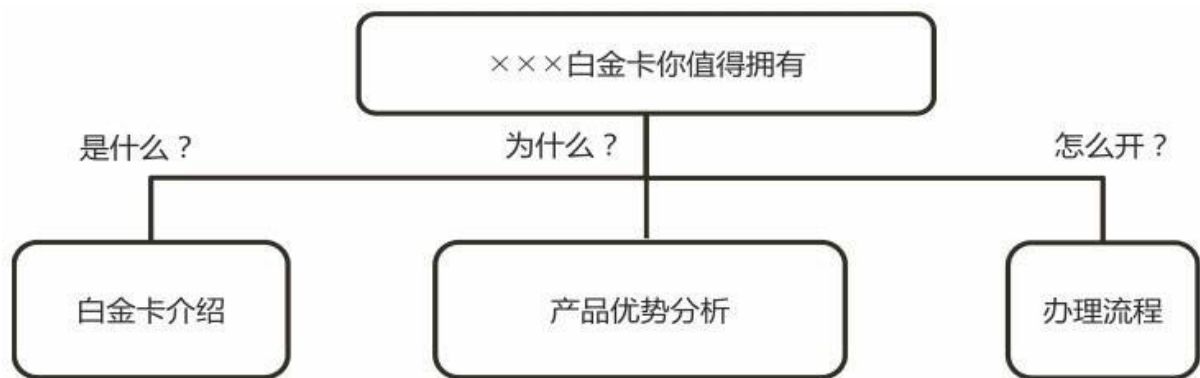 ×××白金卡你值得拥有
是什么？
为什么？
怎么开？
白金卡介绍
产品优势分析
办理流程